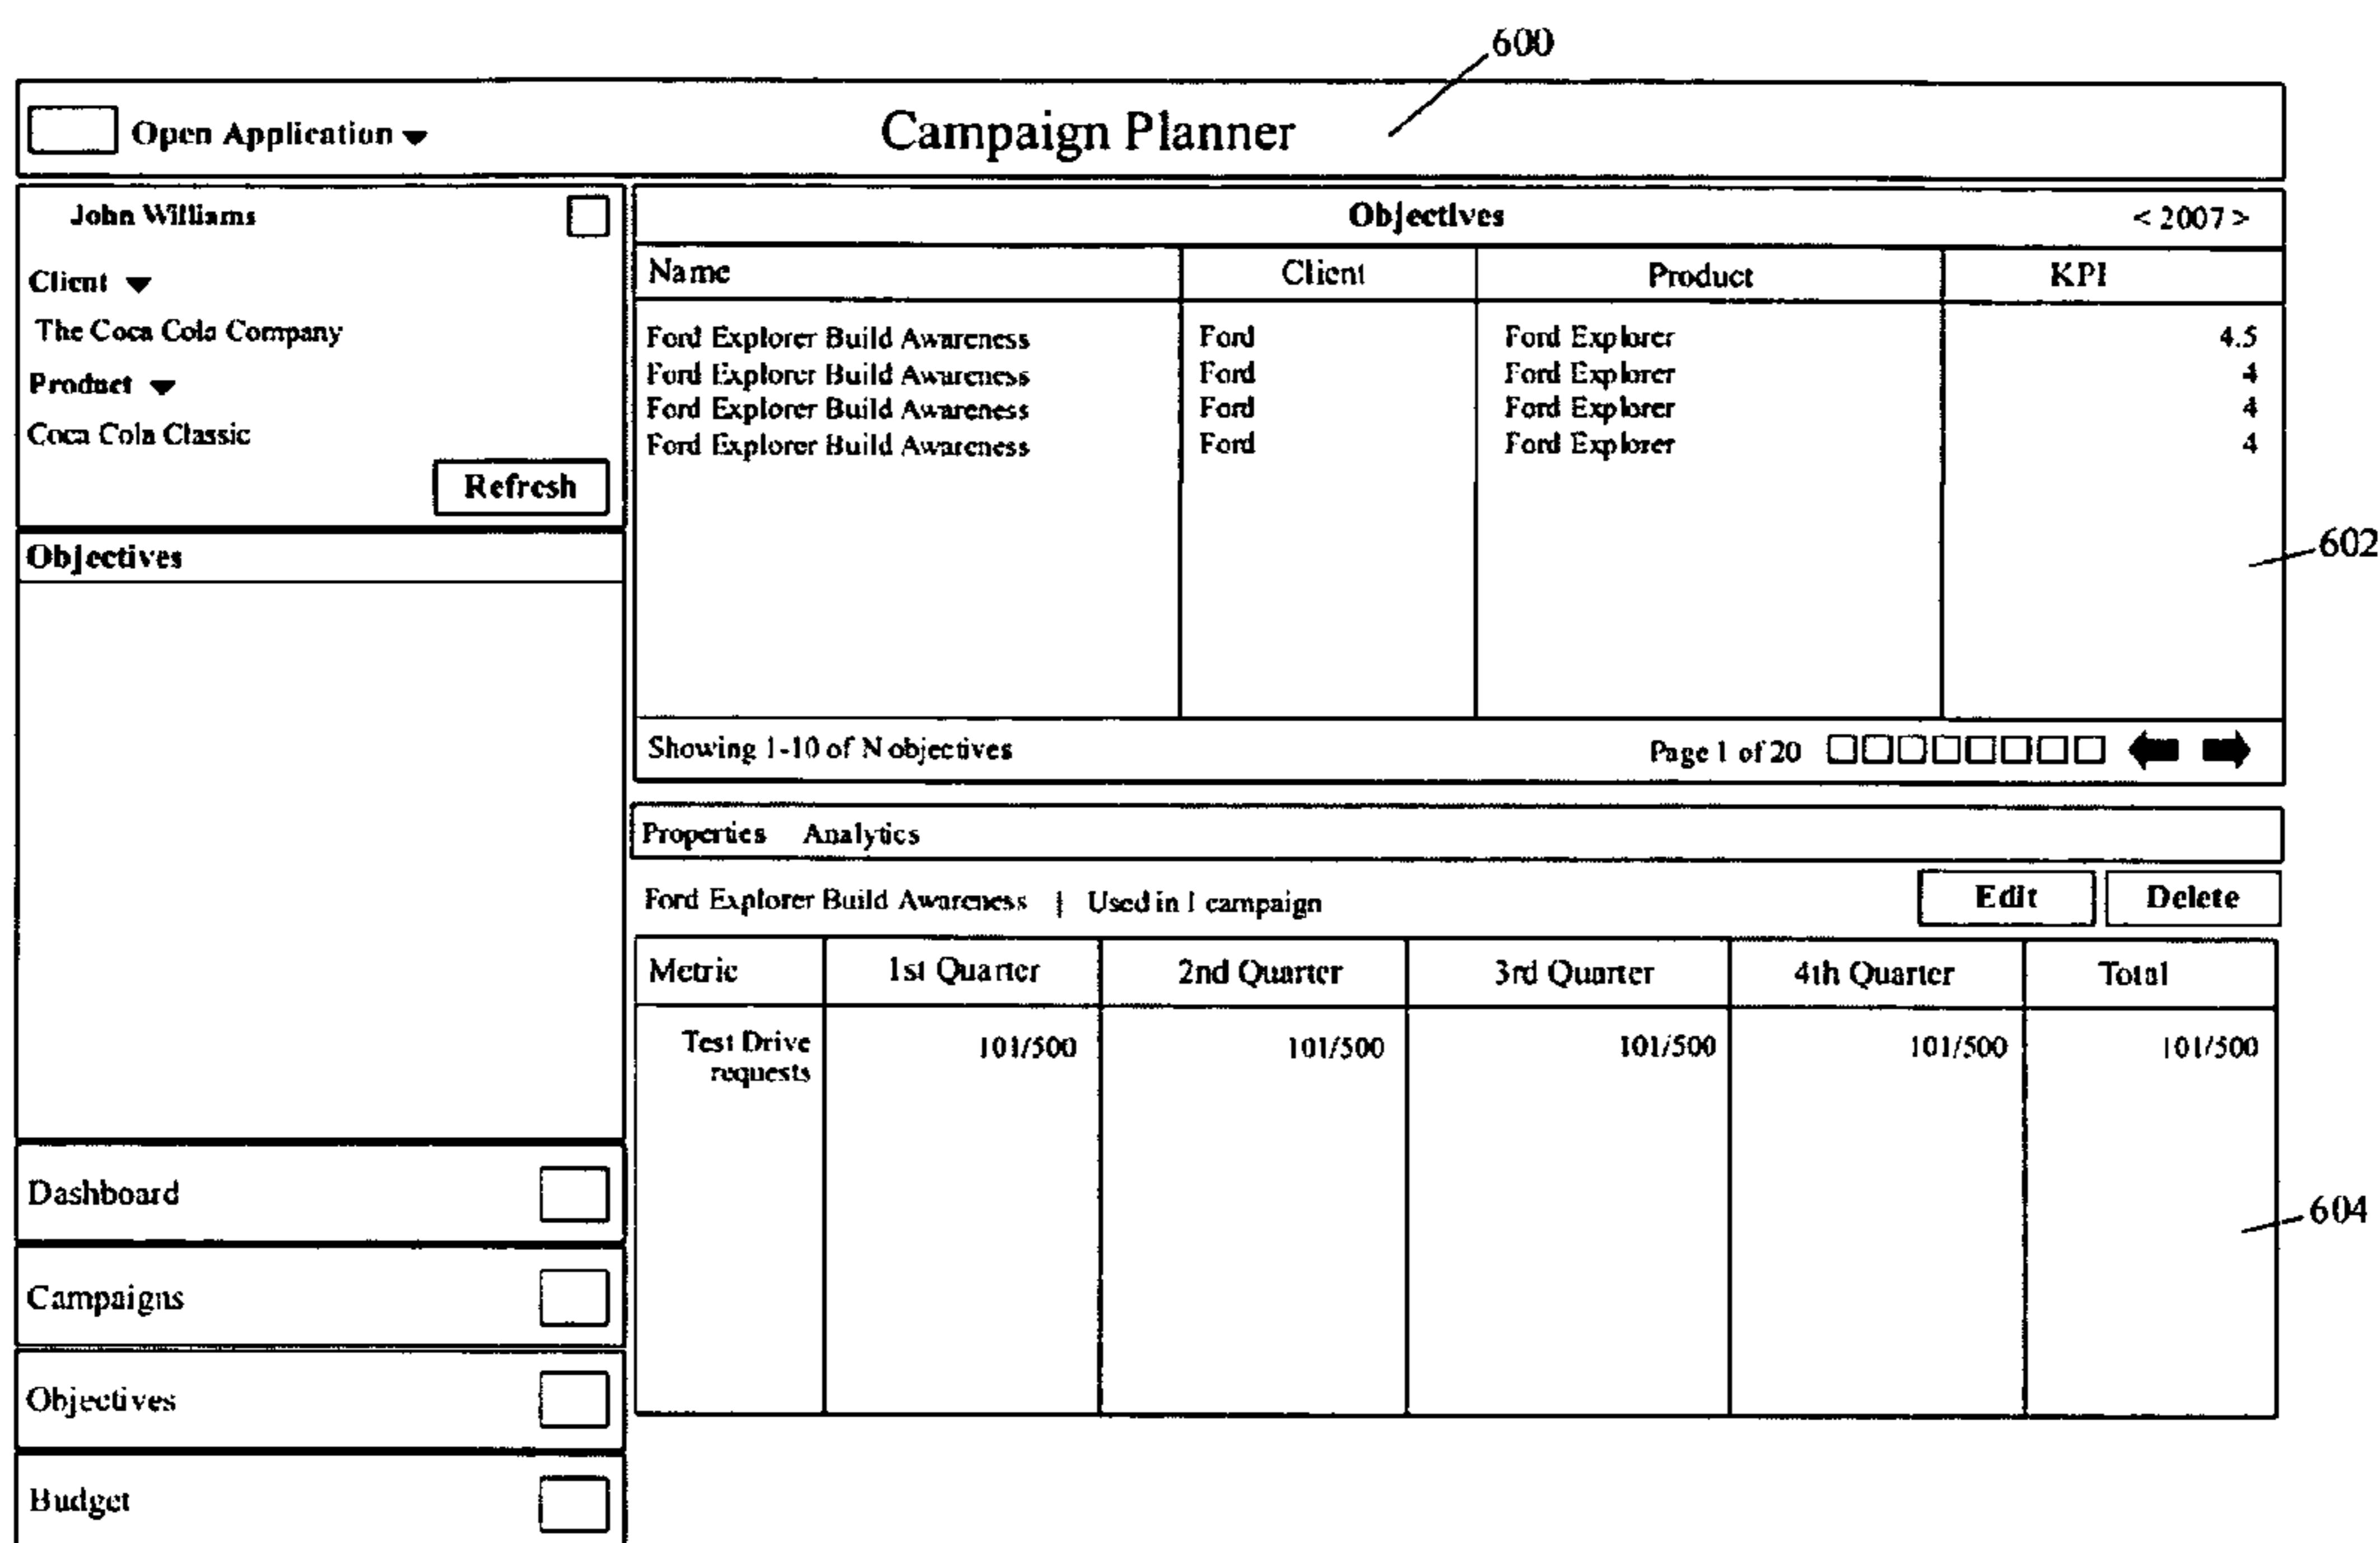 600
Open Application
Campaign Planner
John Williams
Client
The Coca Cola Company
Product
Coca Cola Classic
Refresh
Objectives
Dashboard
Campaigns
Objectives
Budget
Objectives < 2007 >
Name Client Product KPI
Ford Explorer Build Awareness Ford Ford Explorer 4.5
Ford Explorer Build Awareness Ford Ford Explorer 4
Ford Explorer Build Awareness Ford Ford Explorer 4
Ford Explorer Build Awareness Ford Ford Explorer 4
602
Showing 1-10 of N objectives Page 1 of 20
Properties Analytics
Ford Explorer Build Awareness | Used in 1 campaign Edit Delete
Metric 1st Quarter 2nd Quarter 3rd Quarter 4th Quarter Total
Test Drive 101/500 101/500 101/500 101/500 101/500
requests
604